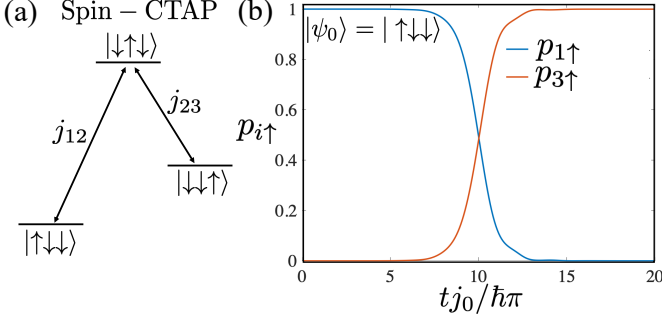 (a) Spin − CTAP
|↓↑↓⟩
j₁₂
j₂₃
|↓↓↑⟩
|↑↓↓⟩
(b)
|ψ₀⟩ = |↑↓↓⟩
p₁↑
p₃↑
pᵢ↑
1
0.8
0.6
0.4
0.2
0
0 5 10 15 20
tj₀/ℏπ